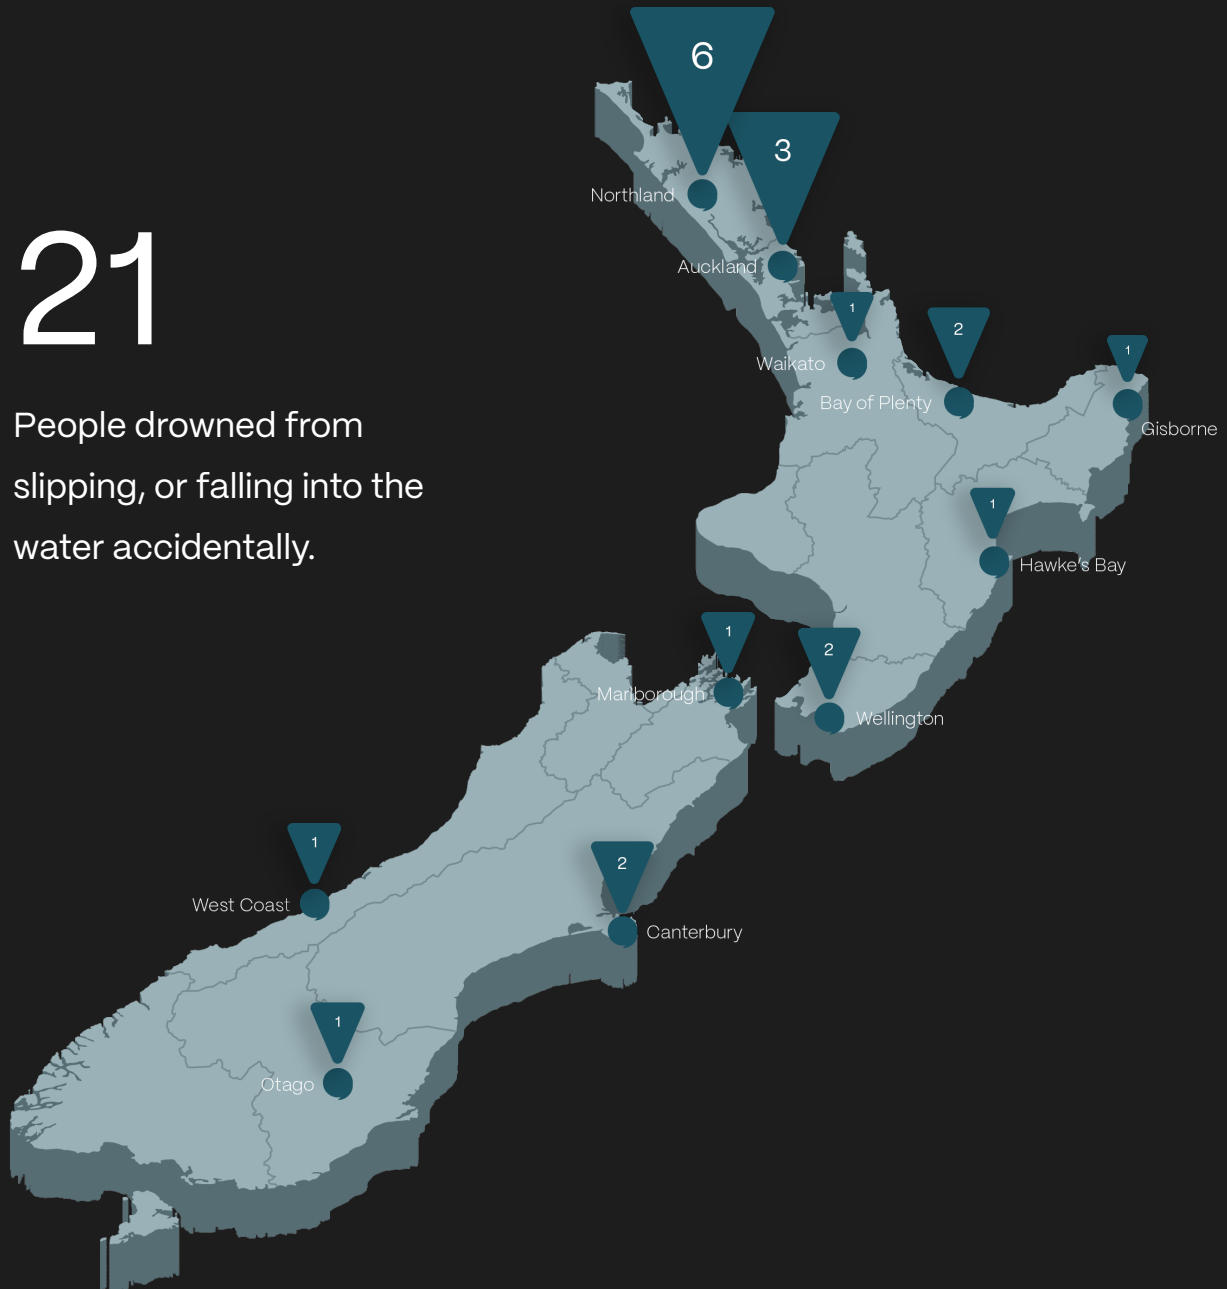 6
3
Northland
21
Auckland
1
2
1
Waikato
Bay of Plenty
People drowned from
Gisborne
slipping, or falling into the
1
water accidentally.
Hawke's Bay
1
2
Marlborough
Wellington
1
2
West Coast
Canterbury
1
Otago